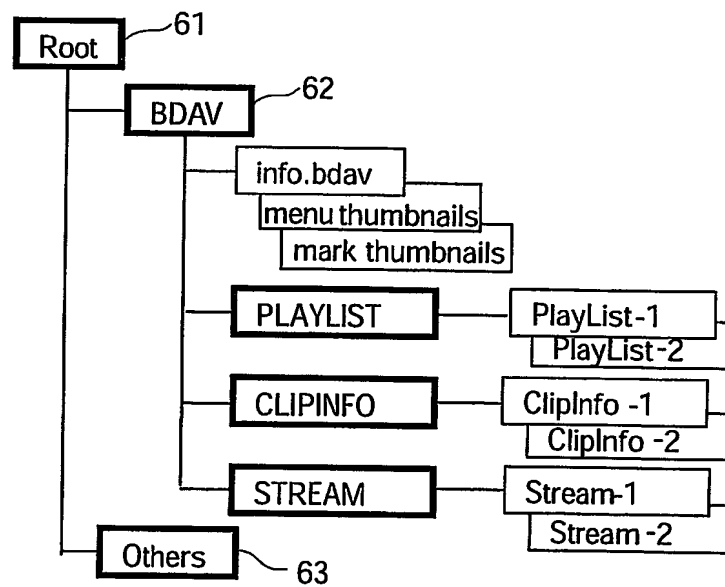 Root
61
BDAV
62
info.bdav
menu thumbnails
mark thumbnails
PLAYLIST
PlayList-1
PlayList-2
CLIPINFO
ClipInfo -1
ClipInfo -2
STREAM
Stream-1
Stream-2
Others
63